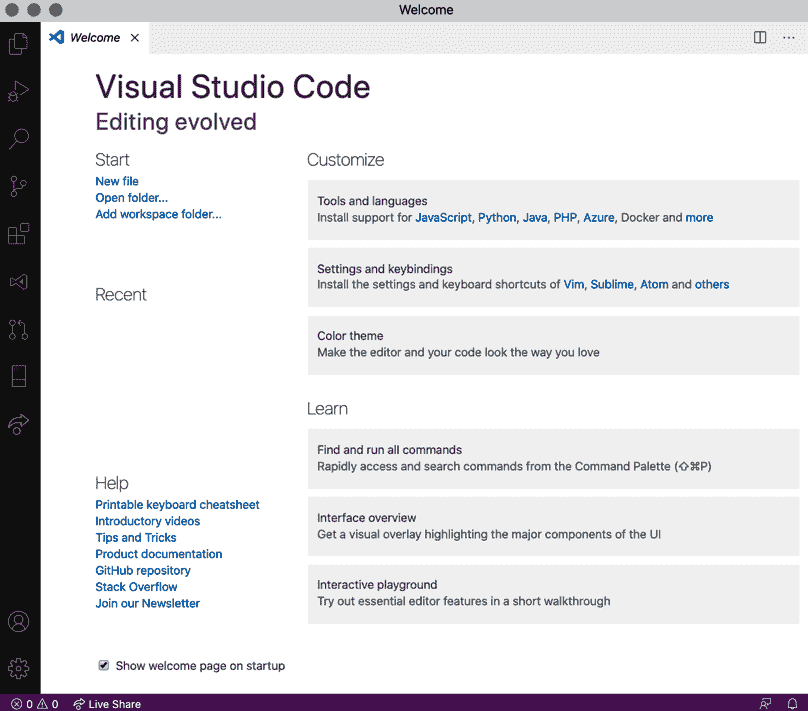 Welcome
Welcome
Visual Studio Code
Editing evolved
Start
New file
Open folder...
Add workspace folder...
Recent
Help
Printable keyboard cheatsheet
Introductory videos
Tips and Tricks
Product documentation
GitHub repository
Stack Overflow
Join our Newsletter
Customize
Tools and languages
Install support for JavaScript, Python, Java, PHP, Azure, Docker and more
Settings and keybindings
Install the settings and keyboard shortcuts of Vim, Sublime, Atom and others
Color theme
Make the editor and your code look the way you love
Learn
Find and run all commands
Rapidly access and search commands from the Command Palette (⇧⌘P)
Interface overview
Get a visual overlay highlighting the major components of the UI
Interactive playground
Try out essential editor features in a short walkthrough
Show welcome page on startup
0 0 Live Share